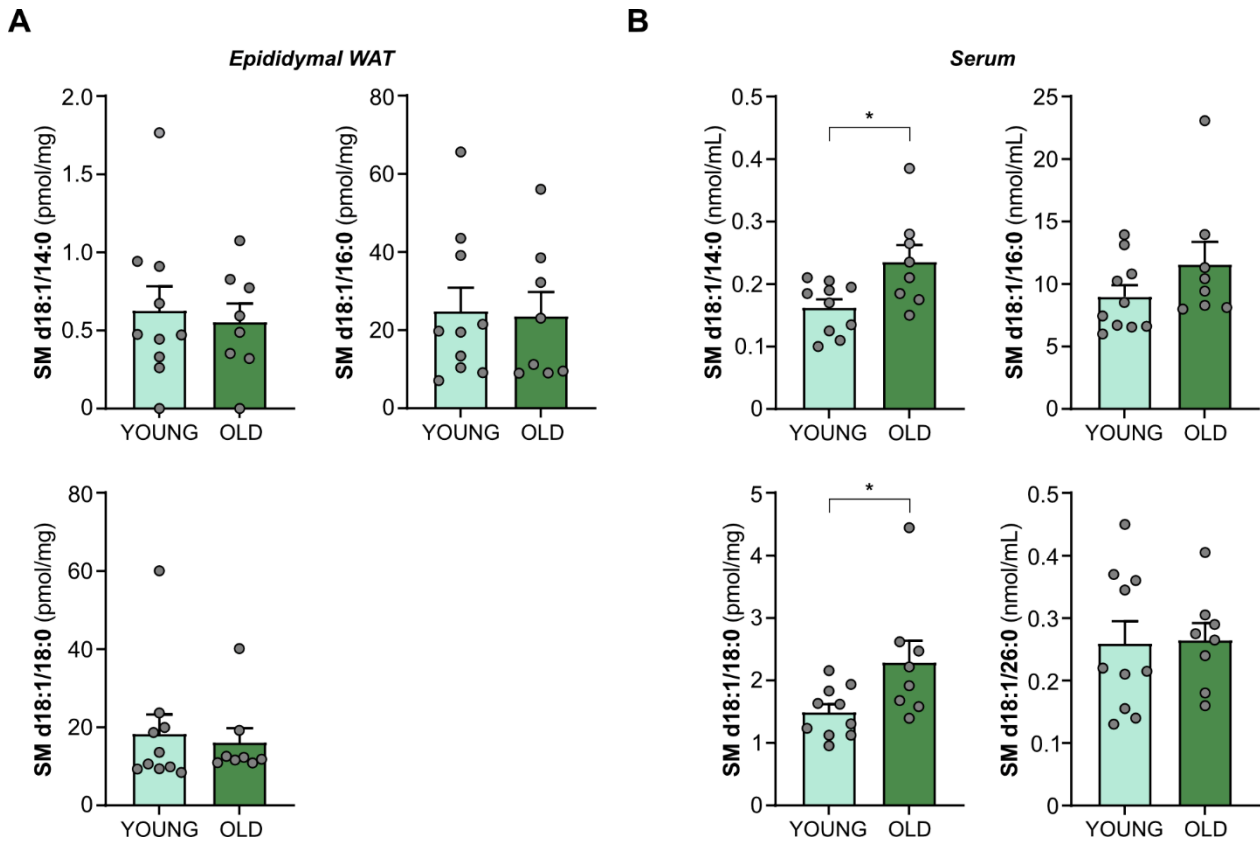 A
Epididymal WAT
SM d18:1/14:0 (pmol/mg)
2.0
1.5
1.0
0.5
0
YOUNG OLD
SM d18:1/16:0 (pmol/mg)
80
60
40
20
0
YOUNG OLD
SM d18:1/18:0 (pmol/mg)
80
60
40
20
0
YOUNG OLD
B
Serum
SM d18:1/14:0 (nmol/mL)
0.5
0.4
0.3
0.2
0.1
0
*
YOUNG OLD
SM d18:1/16:0 (nmol/mL)
25
20
15
10
5
0
YOUNG OLD
SM d18:1/18:0 (pmol/mg)
5
4
3
2
1
0
*
YOUNG OLD
SM d18:1/26:0 (nmol/mL)
0.5
0.4
0.3
0.2
0.1
0
YOUNG OLD